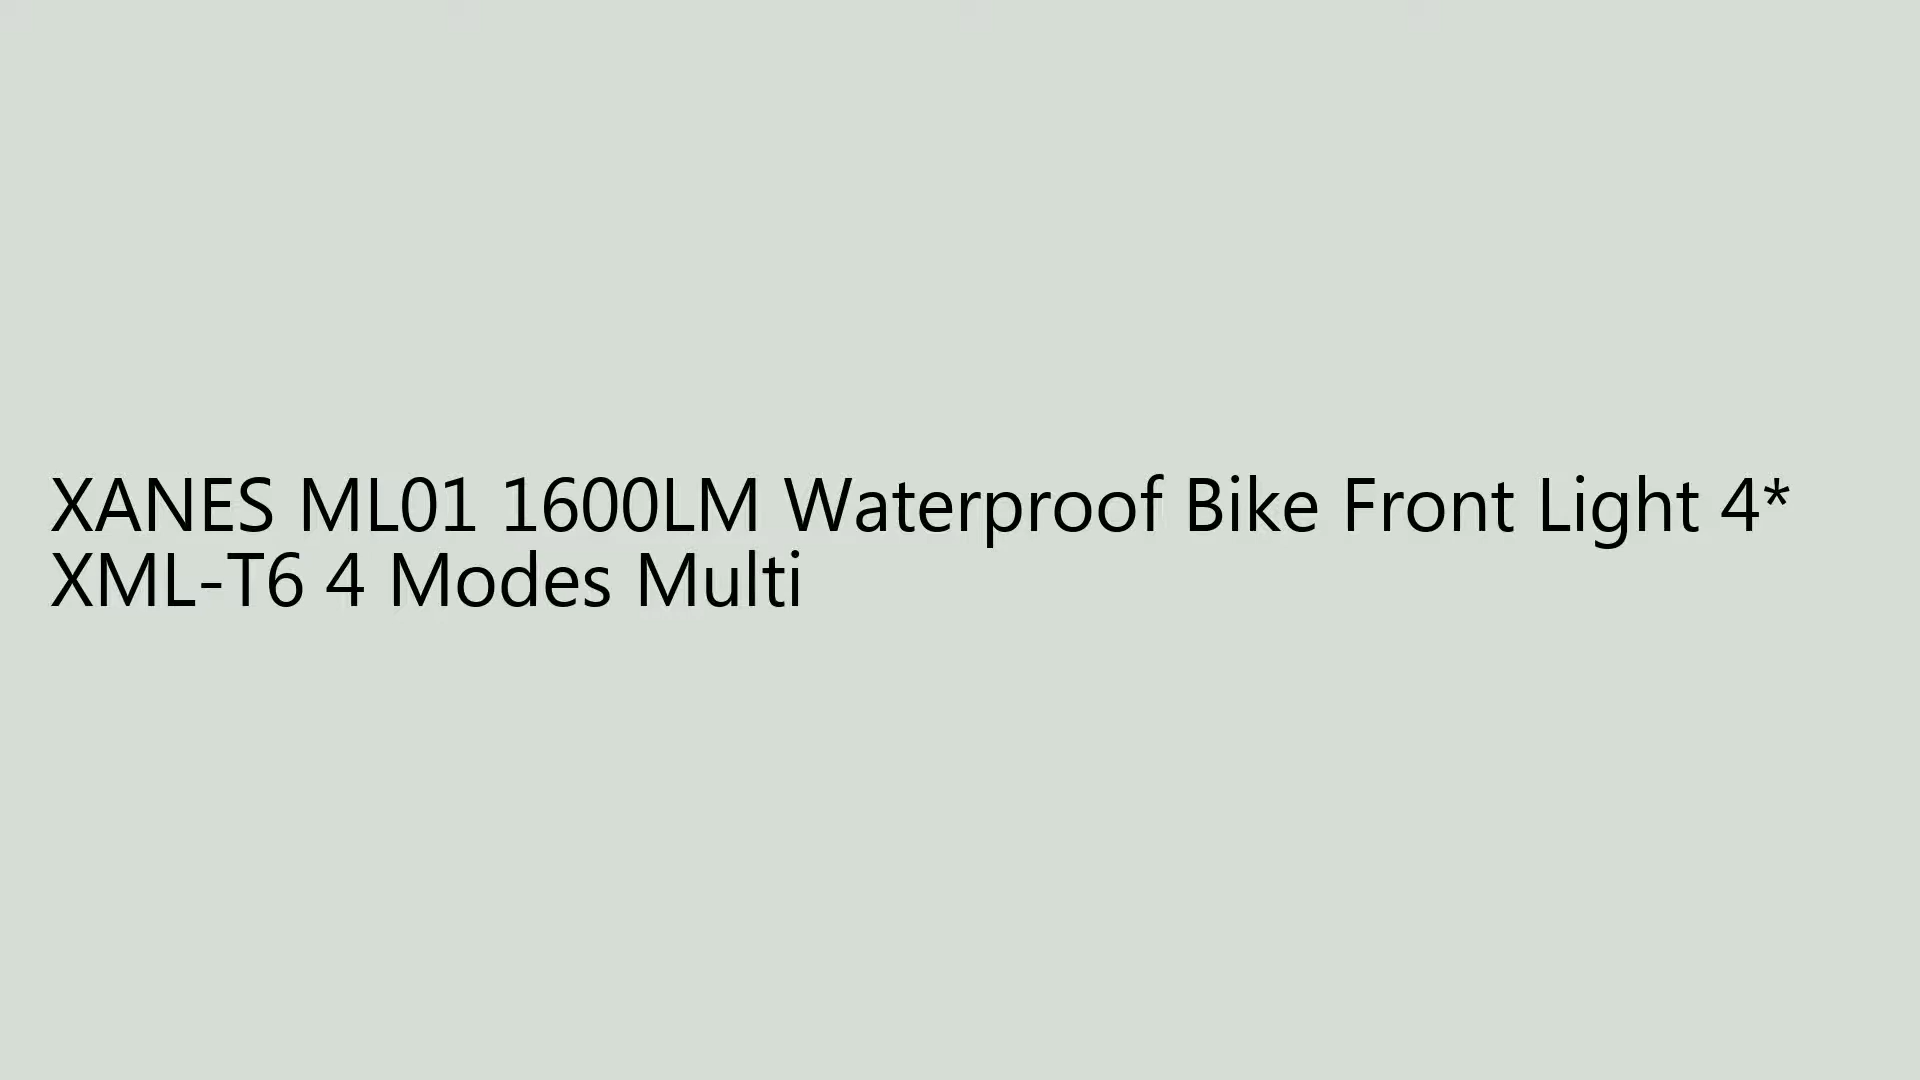 XANES ML01 1600LM Waterproof Bike Front Light 4*
XML-T6 4 Modes Multi